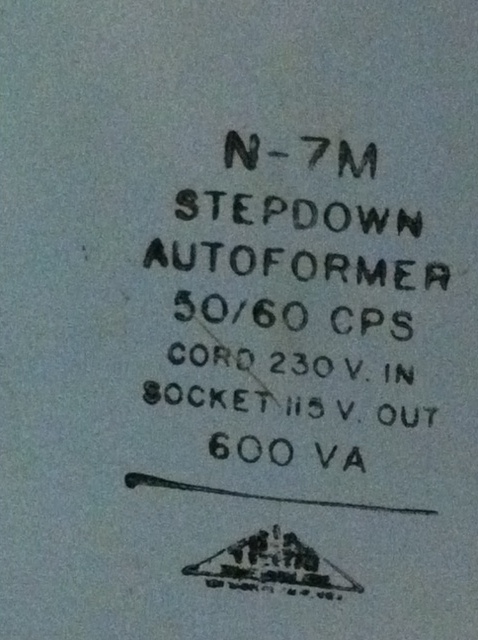 N-7M
STEPDOWN
AUTOFORMER
50/60 CPS
CORD 230 V. IN
SOCKET 115 V. OUT
600 VA